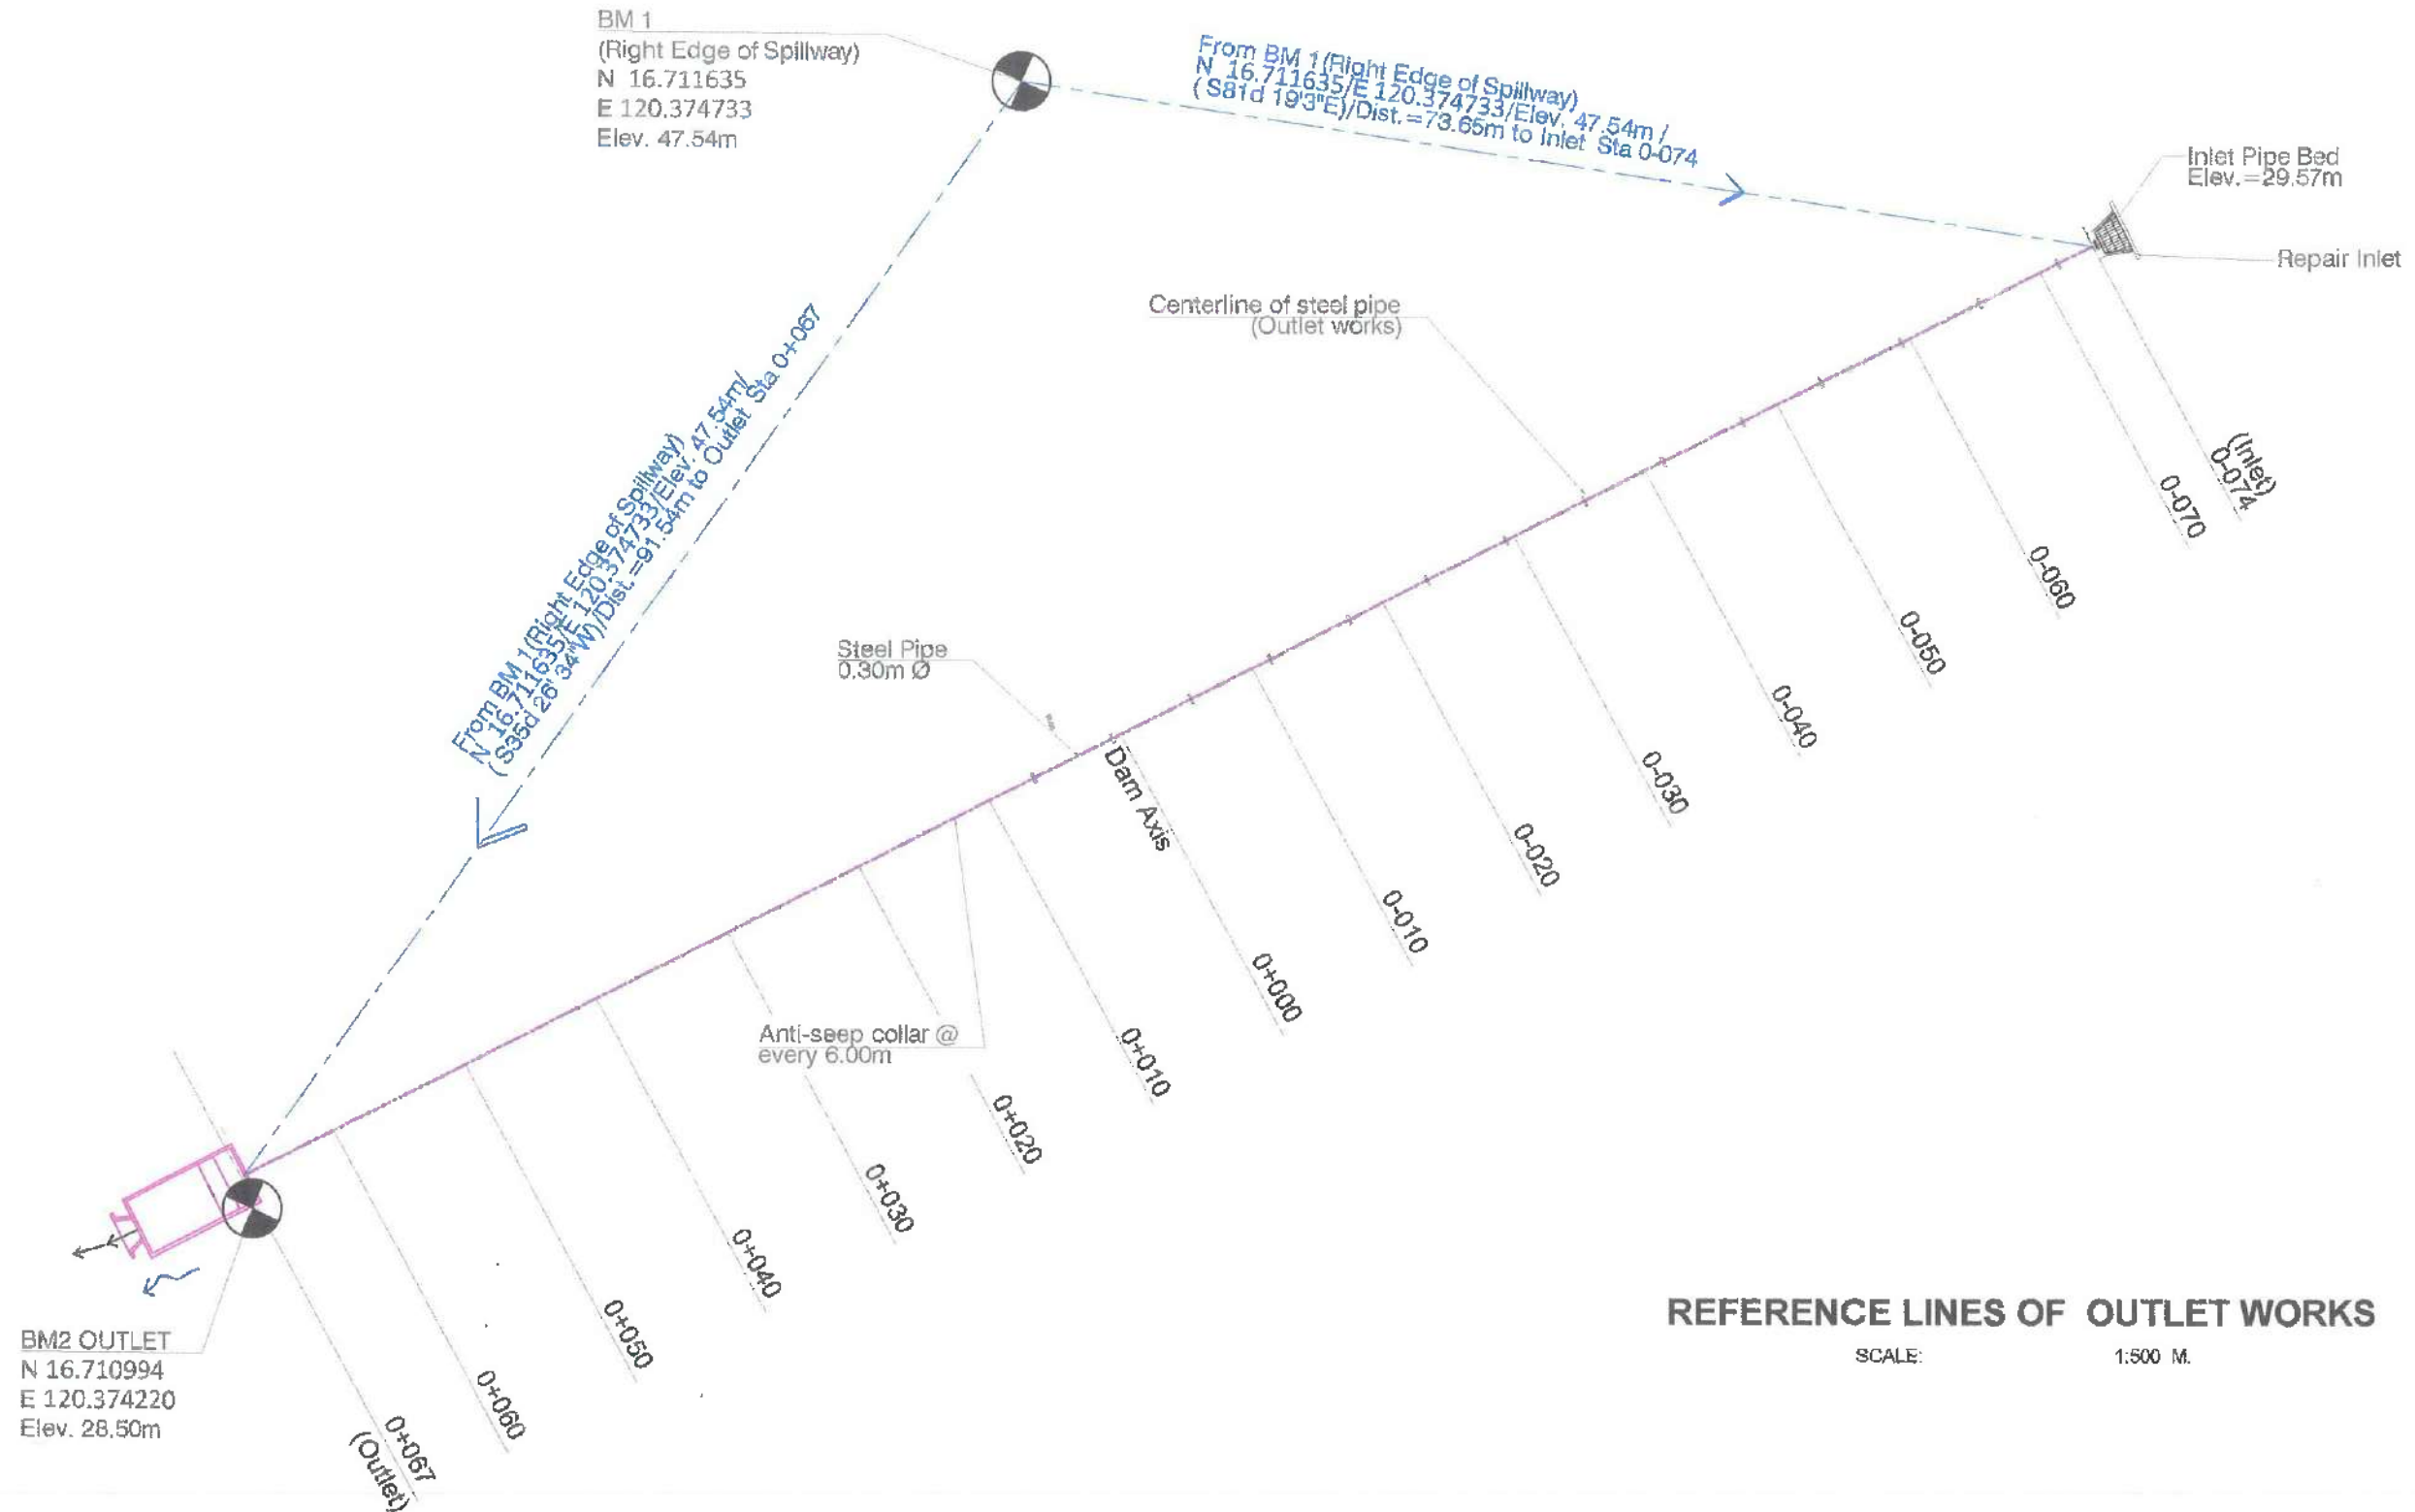 BM 1
(Right Edge of Spillway)
N 16.711635
E 120.374733
Elev. 47.54m
From BM 1(Right Edge of Spillway)
N 16.711635/E 120.374733/Elev. 47.54m /
( S81d 19'3"E)/Dist.=73.65m to Inlet Sta 0-074
Inlet Pipe Bed
Elev.=29.57m
Repair Inlet
Centerline of steel pipe
(Outlet works)
From BM 1(Right Edge of Spillway)
N 16.711635/E 120.374733/Elev. 47.54m/
( S35d 26' 34"W)/Dist.=91.54m to Outlet Sta 0+067
Steel Pipe
0.30m Ø
Dam Axis
(Inlet)
0-074
0-070
0-060
0-050
0-040
0-030
0-020
0-010
0+000
0+010
0+020
0+030
0+040
0+050
0+060
0+067
(Outlet)
Anti-seep collar @
every 6.00m
BM2 OUTLET
N 16.710994
E 120.374220
Elev. 28.50m
REFERENCE LINES OF OUTLET WORKS
SCALE: 1:500 M.